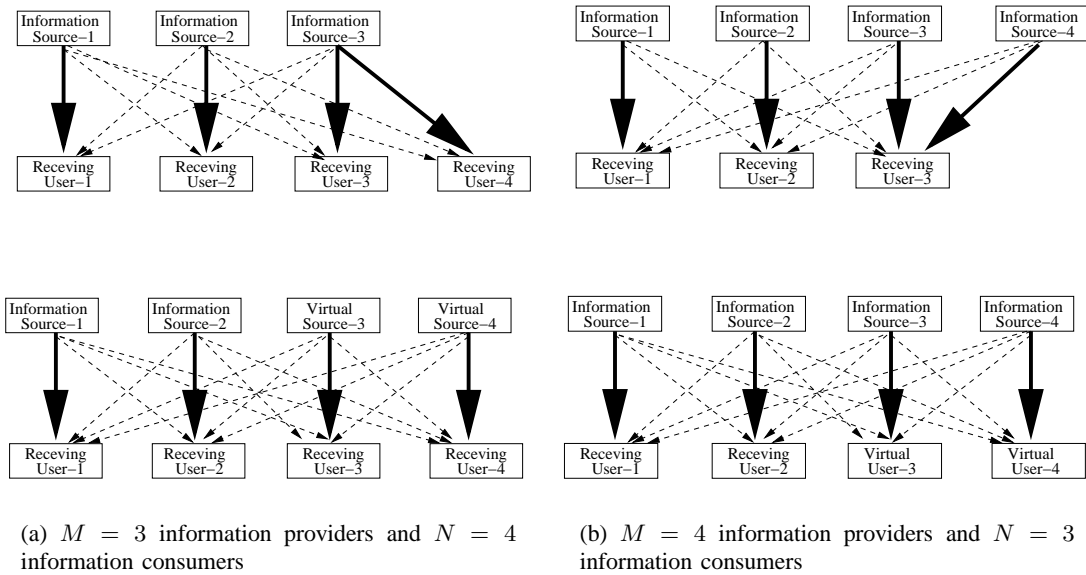 Information
Source–1
Information
Source–2
Information
Source–3
Receving
User–1
Receving
User–2
Receving
User–3
Receving
User–4
Information
Source–1
Information
Source–2
Information
Source–3
Information
Source–4
Receving
User–1
Receving
User–2
Receving
User–3
Information
Source–1
Information
Source–2
Virtual
Source–3
Virtual
Source–4
Receving
User–1
Receving
User–2
Receving
User–3
Receving
User–4
Information
Source–1
Information
Source–2
Information
Source–3
Information
Source–4
Receving
User–1
Receving
User–2
Virtual
User–3
Virtual
User–4
(a) M = 3 information providers and N = 4
information consumers
(b) M = 4 information providers and N = 3
information consumers